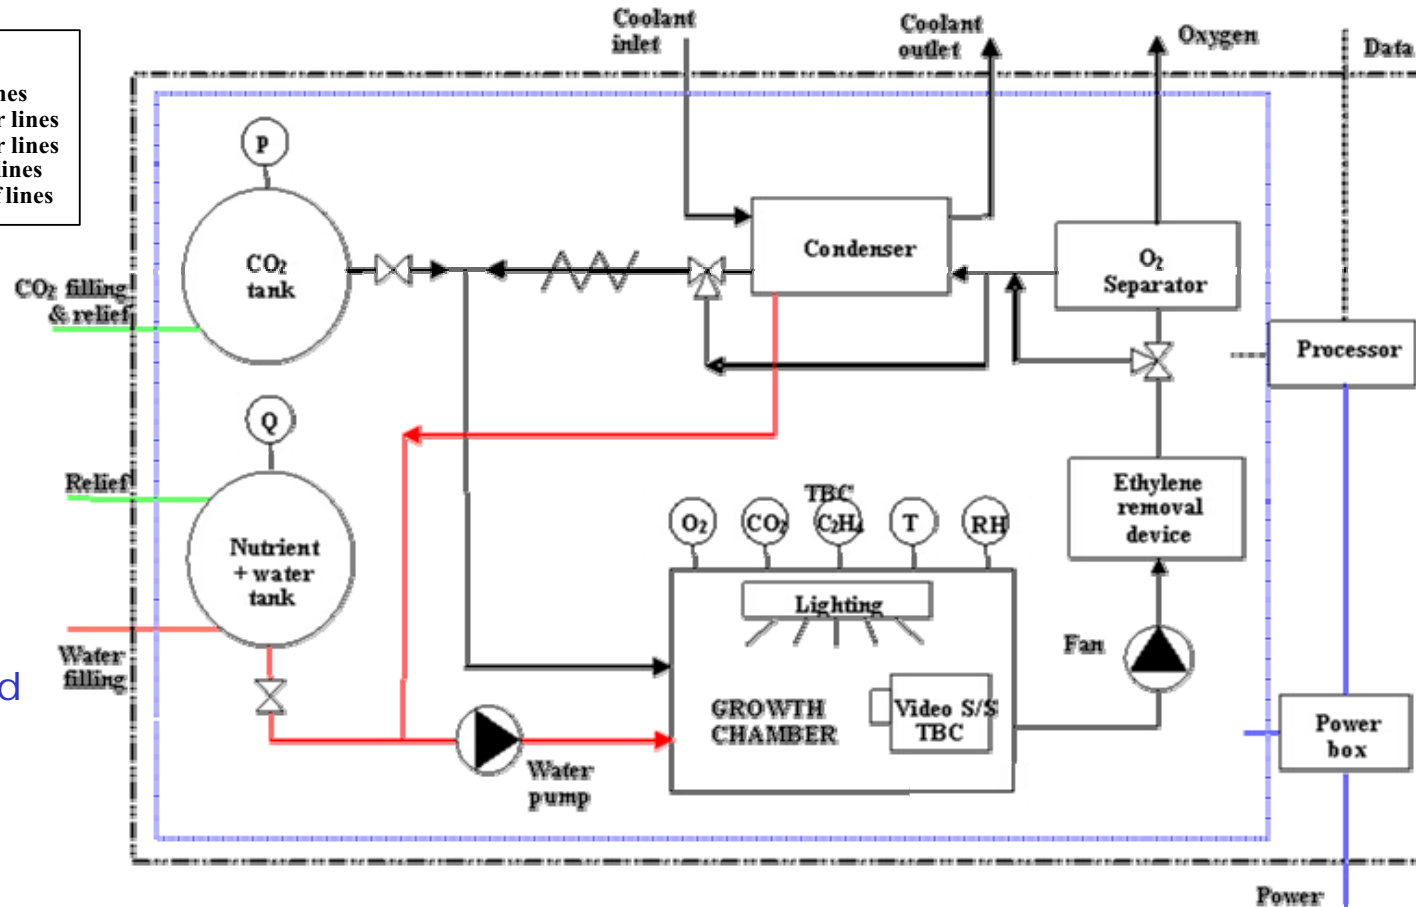 Coolant
inlet
Coolant
outlet
Oxygen
Data
nes
r lines
r lines
lines
f lines
P
CO2
tank
CO2 filling
& relief
Condenser
O2
Separator
Processor
Q
Relief
Nutrient
+ water
tank
Water
filling
d
TBC
O2
CO2
C2H4
T
RH
Lighting
GROWTH
CHAMBER
Video S/S
TBC
Water
pump
Ethylene
removal
device
Fan
Power
box
Power